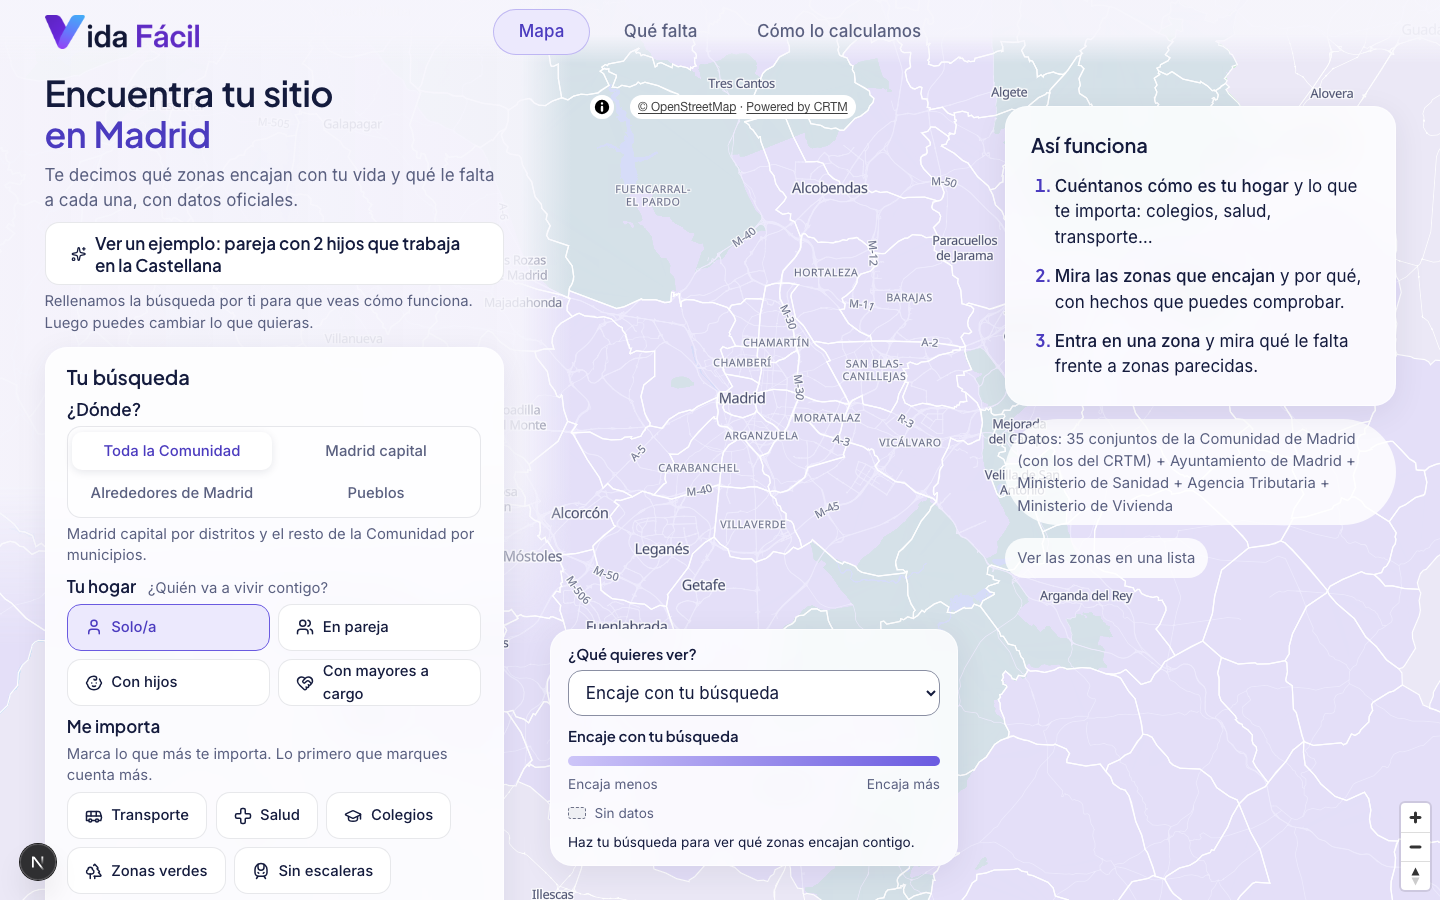 Vida Fácil
Mapa
Qué falta
Cómo lo calculamos
Encuentra tu sitio
en Madrid
Te decimos qué zonas encajan con tu vida y qué le falta
a cada una, con datos oficiales.
Ver un ejemplo: pareja con 2 hijos que trabaja
en la Castellana
Rellenamos la búsqueda por ti para que veas cómo funciona.
Luego puedes cambiar lo que quieras.
Tu búsqueda
¿Dónde?
Toda la Comunidad
Madrid capital
Alrededores de Madrid
Pueblos
Madrid capital por distritos y el resto de la Comunidad por
municipios.
Tu hogar ¿Quién va a vivir contigo?
Solo/a
En pareja
Con hijos
Con mayores a
cargo
Me importa
Marca lo que más te importa. Lo primero que marques
cuenta más.
Transporte
Salud
Colegios
Zonas verdes
Sin escaleras
N
M-505
Galapagar
Villanueva
Majadahonda
Rozas
Madrid
l Monte
Tres Cantos
© OpenStreetMap · Powered by CRTM
Algete
Alovera
FUENCARRAL-
EL PARDO
Alcobendas
M-50
M-40
M-12
Paracuellos
de Jarama
HORTALEZA
M-11
BARAJAS
M-30
CHAMARTÍN
A-2
CHAMBERÍ
SAN BLAS-
CANILLEJAS
M-30
Madrid
MORATALAZ
R-3
ARGANZUELA
A-3
VICÁLVARO
A-5
CARABANCHEL
M-40
Alcorcón
VILLAVERDE
M-45
Móstoles
Leganés
M-50
M-506
Getafe
Fuenlabrada
Mejorada
del C
Arganda del Rey
Illescas
¿Qué quieres ver?
Encaje con tu búsqueda
Encaje con tu búsqueda
Encaja menos
Encaja más
Sin datos
Haz tu búsqueda para ver qué zonas encajan contigo.
Así funciona
1. Cuéntanos cómo es tu hogar y lo que
te importa: colegios, salud,
transporte...
2. Mira las zonas que encajan y por qué,
con hechos que puedes comprobar.
3. Entra en una zona y mira qué le falta
frente a zonas parecidas.
Datos: 35 conjuntos de la Comunidad de Madrid
(con los del CRTM) + Ayuntamiento de Madrid +
Ministerio de Sanidad + Agencia Tributaria +
Ministerio de Vivienda
Ver las zonas en una lista